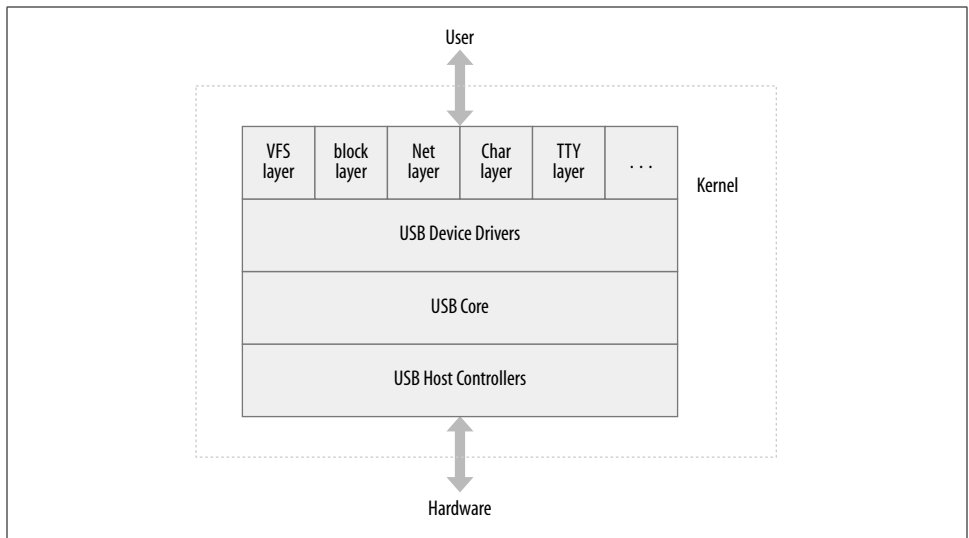 User
VFS
layer
block
layer
Net
layer
Char
layer
TTY
layer
. . .
Kernel
USB Device Drivers
USB Core
USB Host Controllers
Hardware